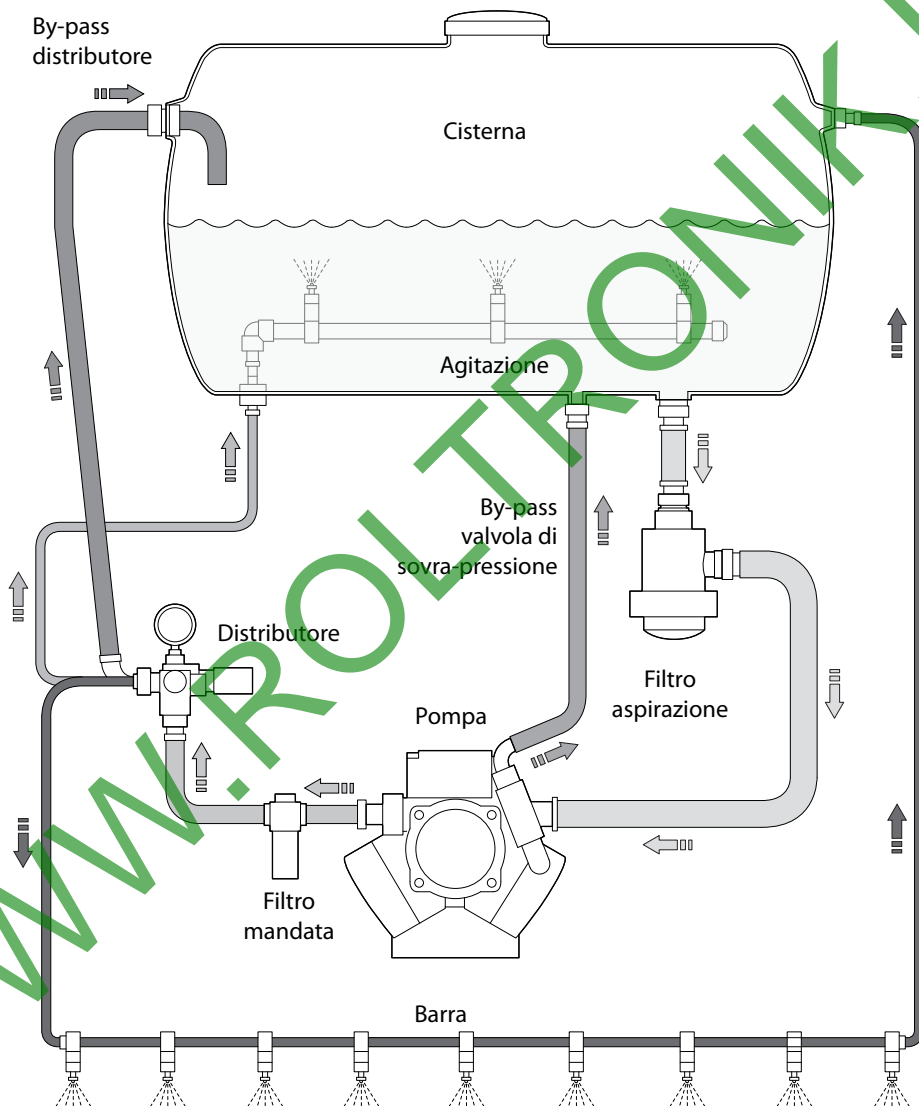 By-pass
distributore
Cisterna
Agitazione
By-pass
valvola di
sovra-pressione
Distributore
Filtro
aspirazione
Pompa
Filtro
mandata
Barra
WWW.ROLTRONIK